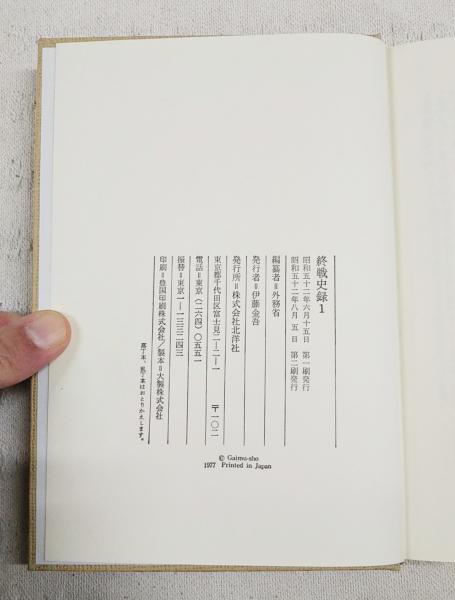 終戦史録1
昭和五十二年六月十五日 第一刷発行
昭和五十二年八月 五 日 第二刷発行
編纂者=外務省
発行者=伊藤金吾
発行所=株式会社北洋社
東京都千代田区富士見二—二—一 〒一〇二
電話=東京(二六四)〇五五一
振替=東京一—一三三二四三
印刷=豊国印刷株式会社/製本=大製株式会社
落丁本、乱丁本はおとりかえします。
© Gaimu-sho
1977 Printed in Japan